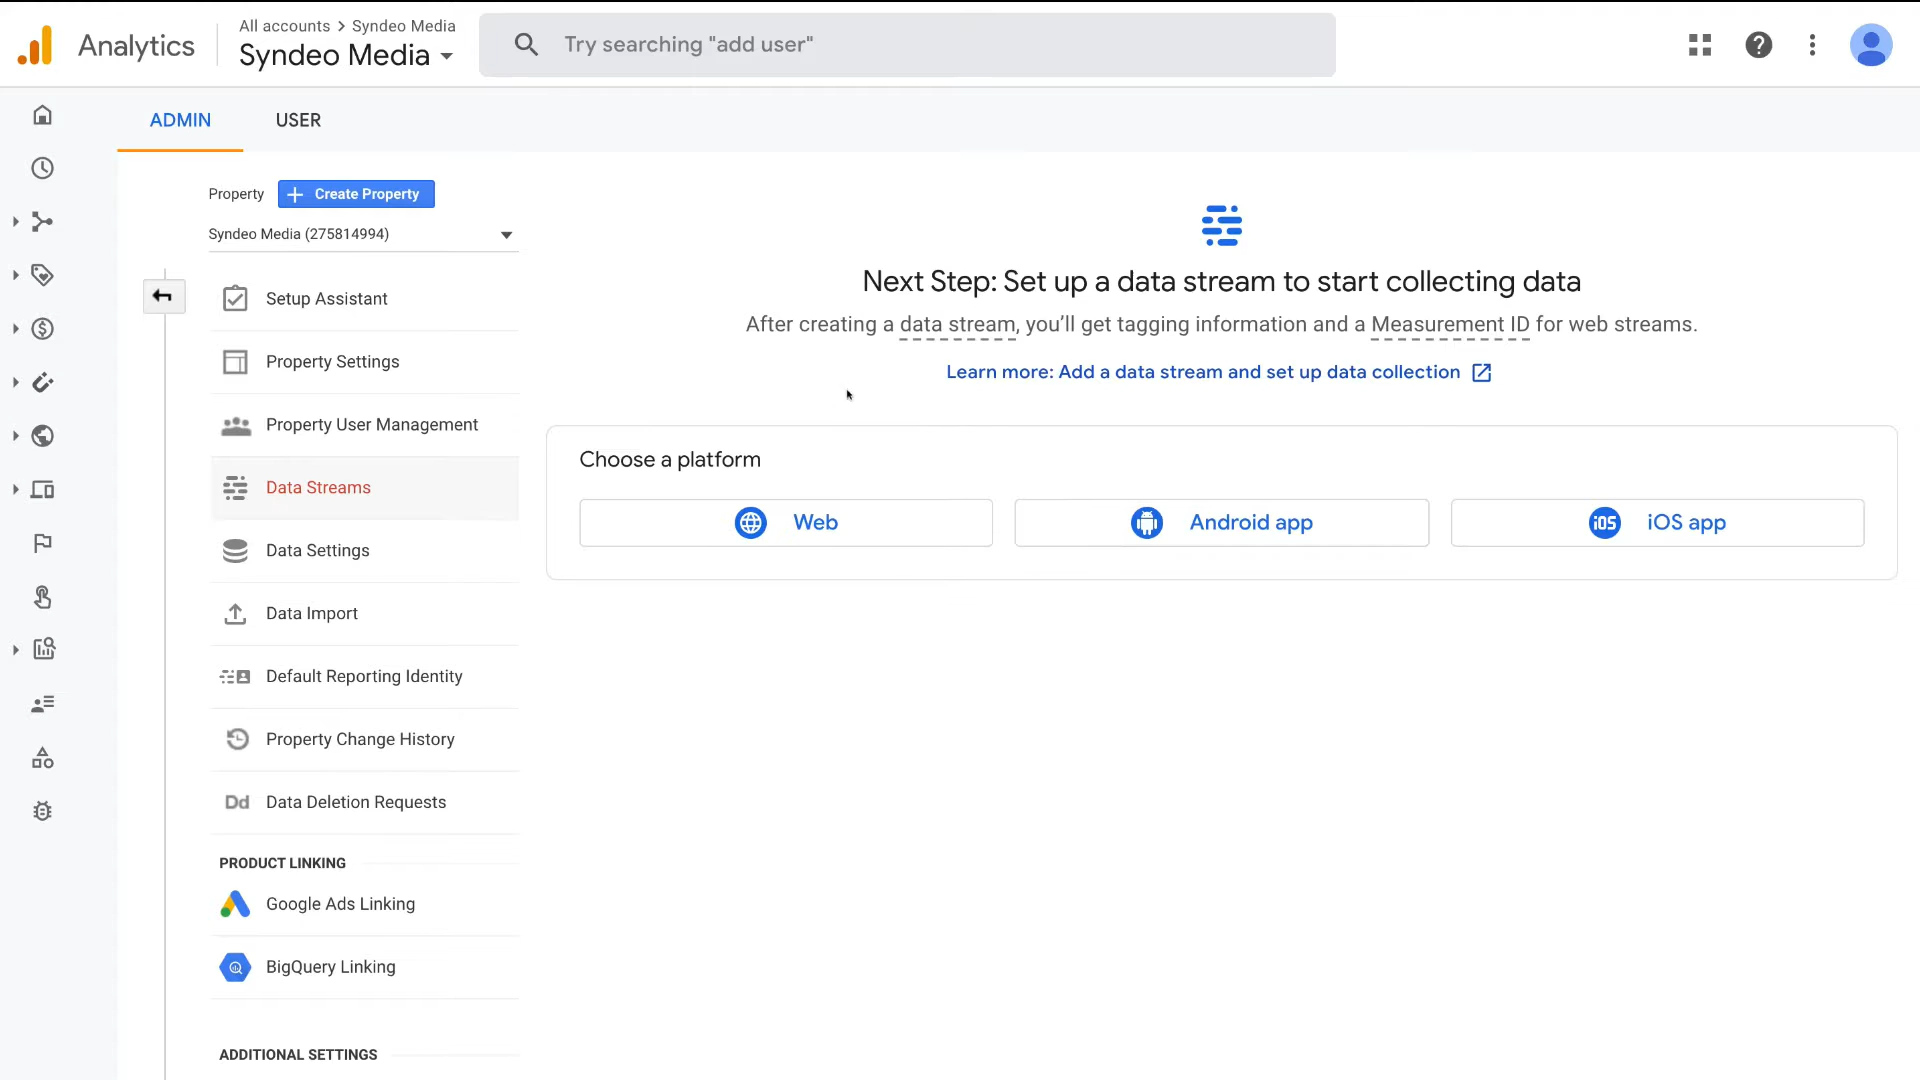 Analytics
All accounts > Syndeo Media
Syndeo Media
Try searching "add user"
ADMIN
USER
Property
Create Property
Syndeo Media (275814994)
Setup Assistant
Property Settings
Property User Management
Data Streams
Data Settings
Data Import
Default Reporting Identity
Property Change History
Dd Data Deletion Requests
PRODUCT LINKING
Google Ads Linking
BigQuery Linking
ADDITIONAL SETTINGS
Next Step: Set up a data stream to start collecting data
After creating a data stream, you’ll get tagging information and a Measurement ID for web streams.
Learn more: Add a data stream and set up data collection
Choose a platform
Web
Android app
iOS iOS app